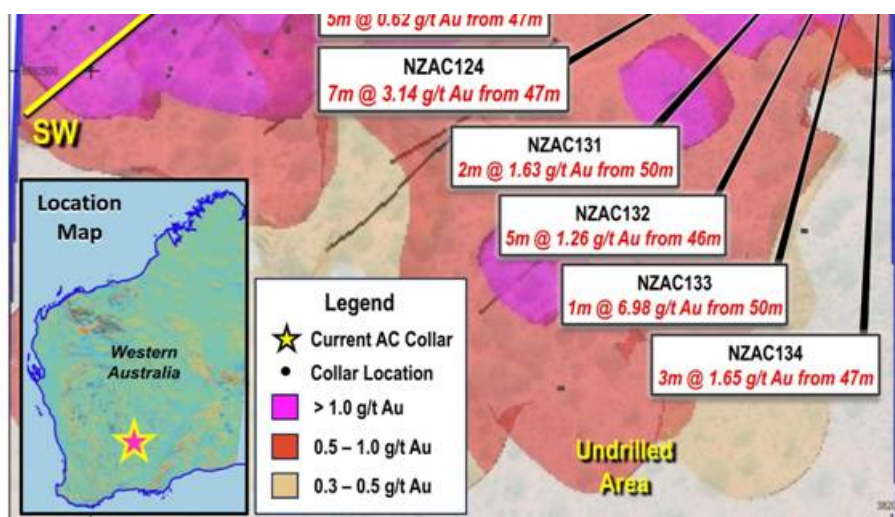 5m @ 0.62 g/t Au from 47m
NZAC124
7m @ 3.14 g/t Au from 47m
SW
NZAC131
2m @ 1.63 g/t Au from 50m
NZAC132
5m @ 1.26 g/t Au from 46m
NZAC133
1m @ 6.98 g/t Au from 50m
NZAC134
3m @ 1.65 g/t Au from 47m
Location
Map
Western
Australia
Legend
Current AC Collar
Collar Location
> 1.0 g/t Au
0.5 – 1.0 g/t Au
0.3 – 0.5 g/t Au
Undrilled
Area